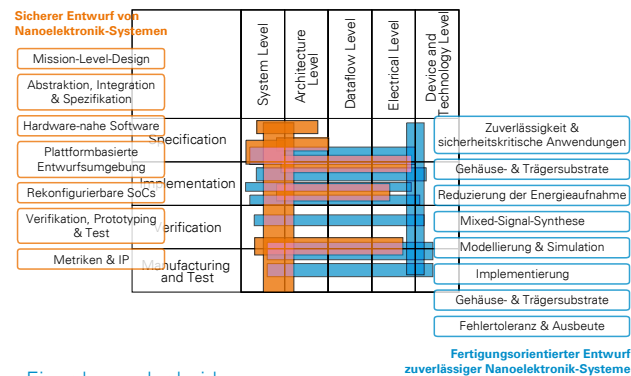 Sicherer Entwurf von
Nanoelektronik-Systemen
Mission-Level-Design
Abstraktion, Integration
& Spezifikation
Hardware-nahe Software
Plattformbasierte
Entwurfsumgebung
Rekonfigurierbare SoCs
Verifikation, Prototyping
& Test
Metriken & IP
System Level
Architecture
Level
Dataflow Level
Electrical Level
Device and
Technology Level
Specification
Implementation
Verification
Manufacturing
and Test
Zuverlässigkeit &
sicherheitskritische Anwendungen
Gehäuse- & Trägersubstrate
Reduzierung der Energieaufnahme
Mixed-Signal-Synthese
Modellierung & Simulation
Implementierung
Gehäuse- & Trägersubstrate
Fehlertoleranz & Ausbeute
Fertigungsorientierter Entwurf
zuverlässiger Nanoelektronik-Systeme